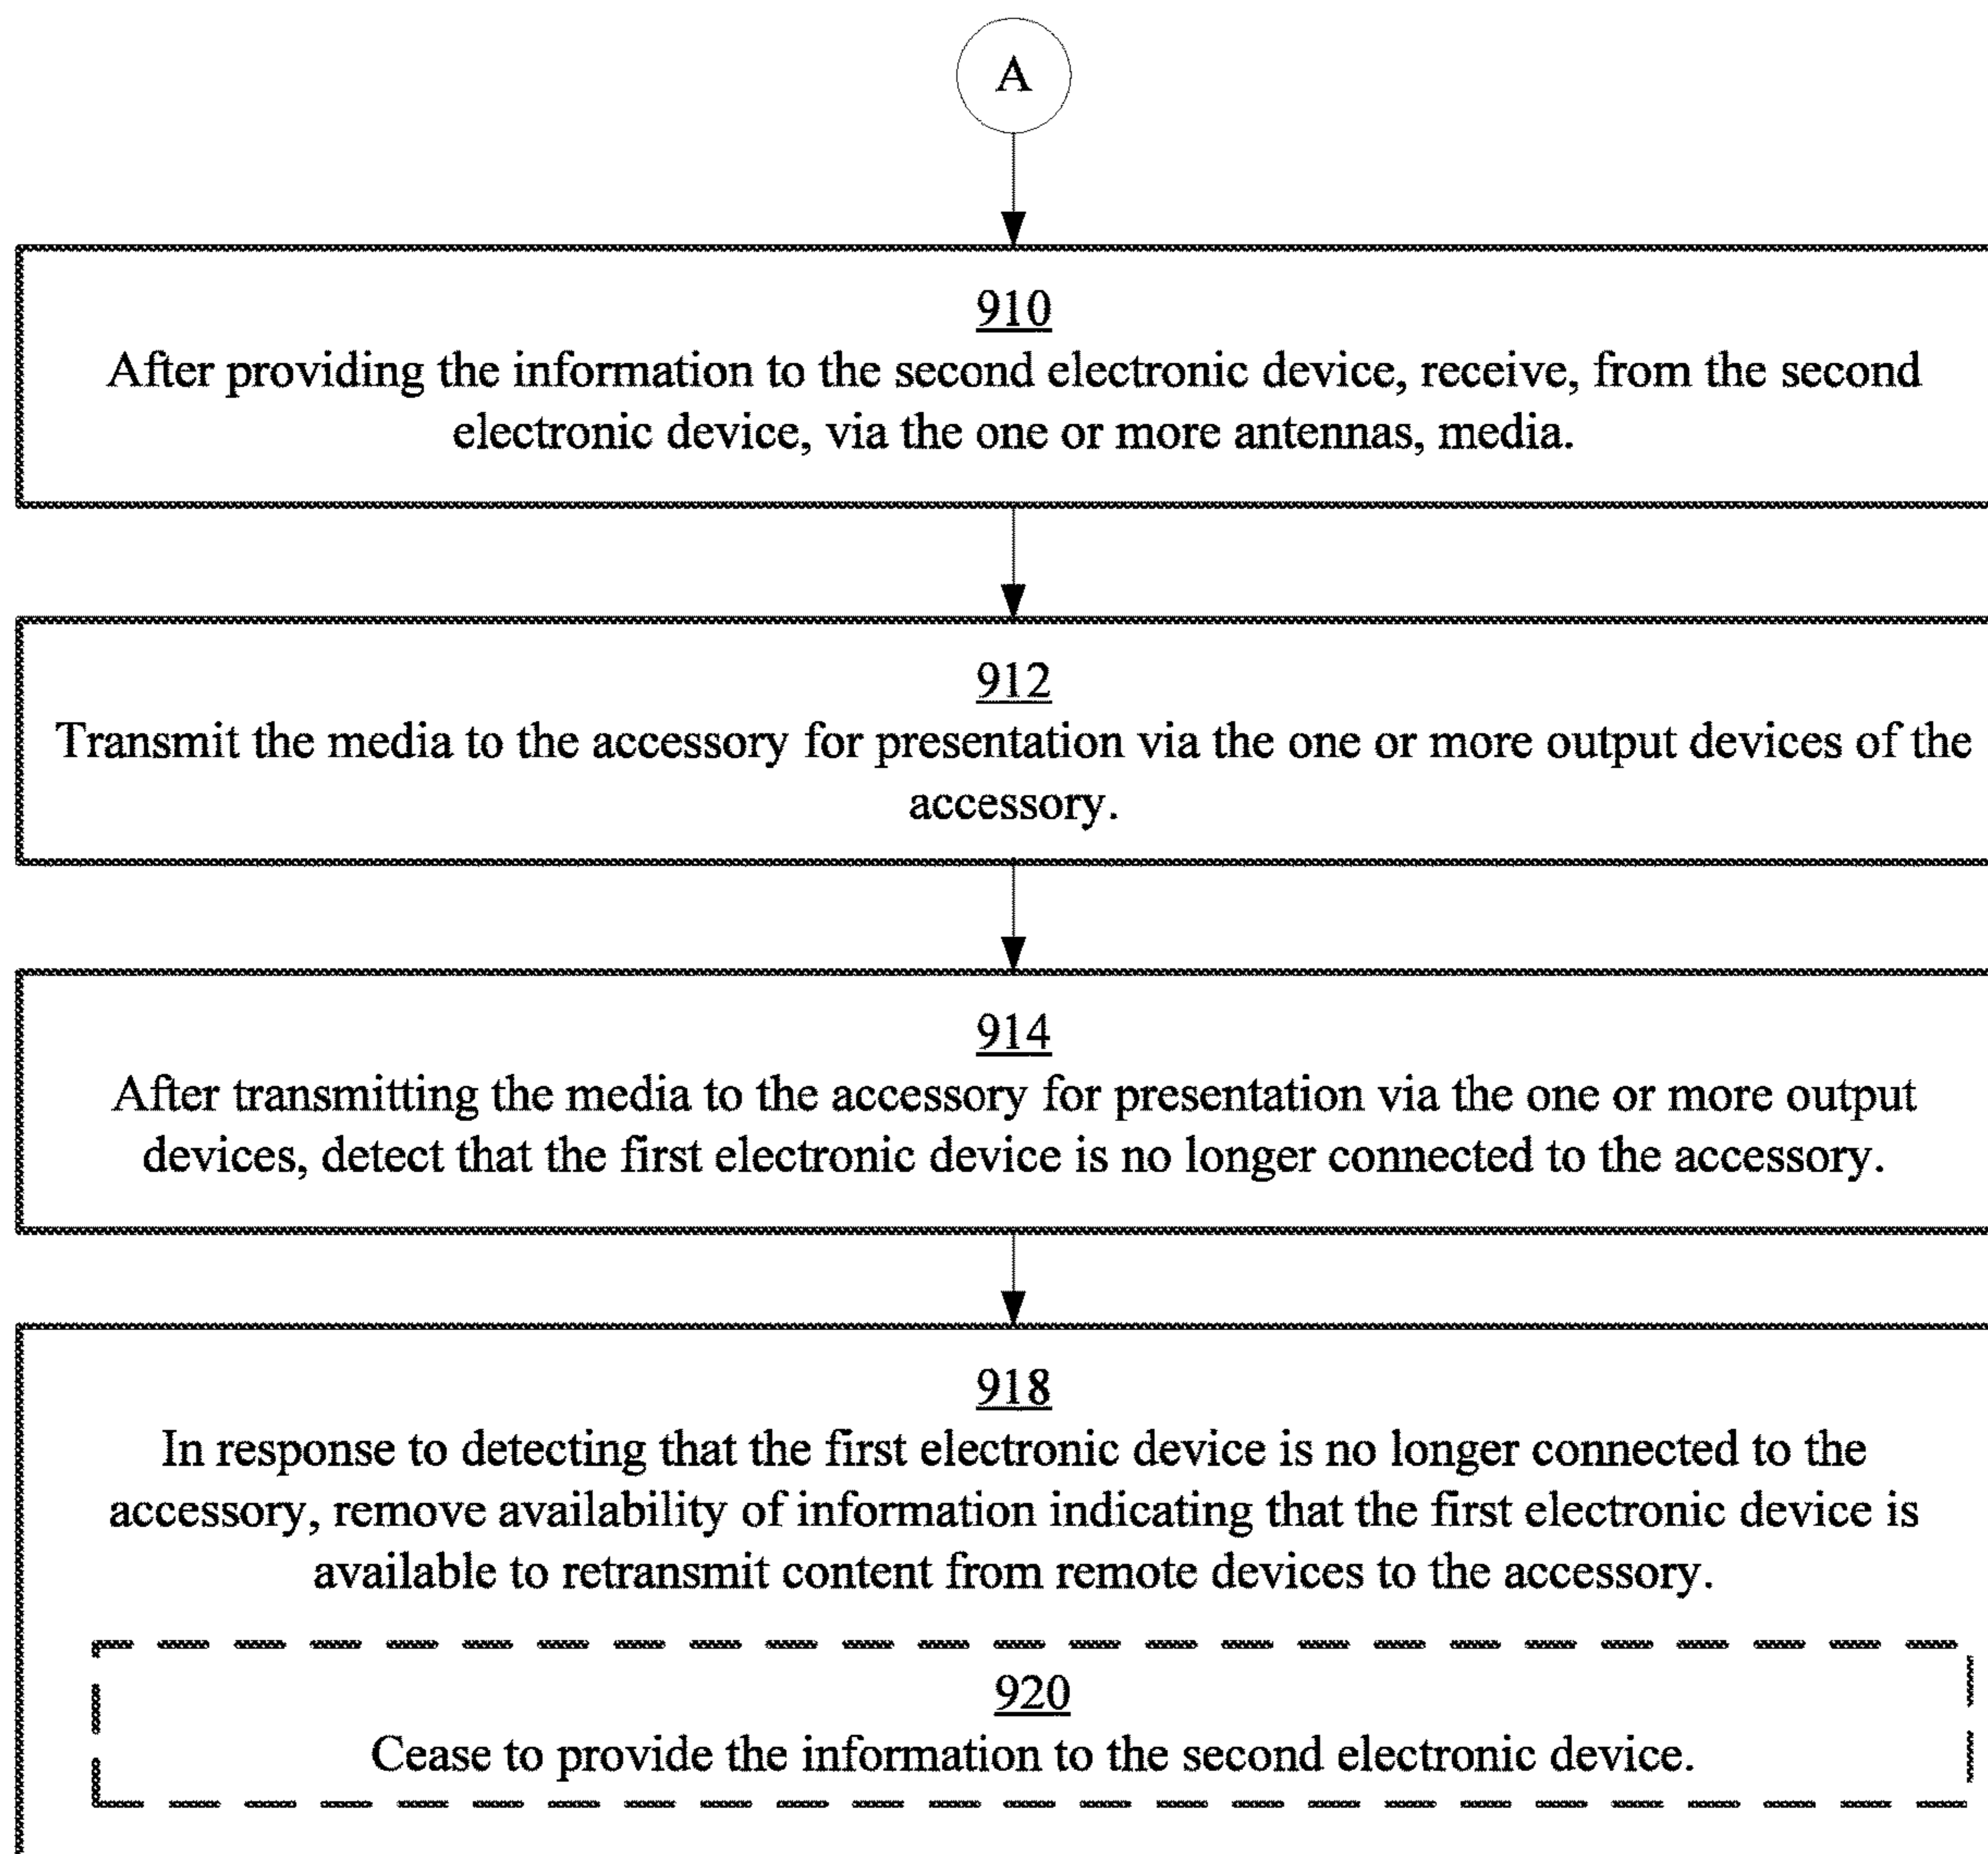 A
910
After providing the information to the second electronic device, receive, from the second
electronic device, via the one or more antennas, media.
912
Transmit the media to the accessory for presentation via the one or more output devices of the
accessory.
914
After transmitting the media to the accessory for presentation via the one or more output
devices, detect that the first electronic device is no longer connected to the accessory.
918
In response to detecting that the first electronic device is no longer connected to the
accessory, remove availability of information indicating that the first electronic device is
available to retransmit content from remote devices to the accessory.
920
Cease to provide the information to the second electronic device.